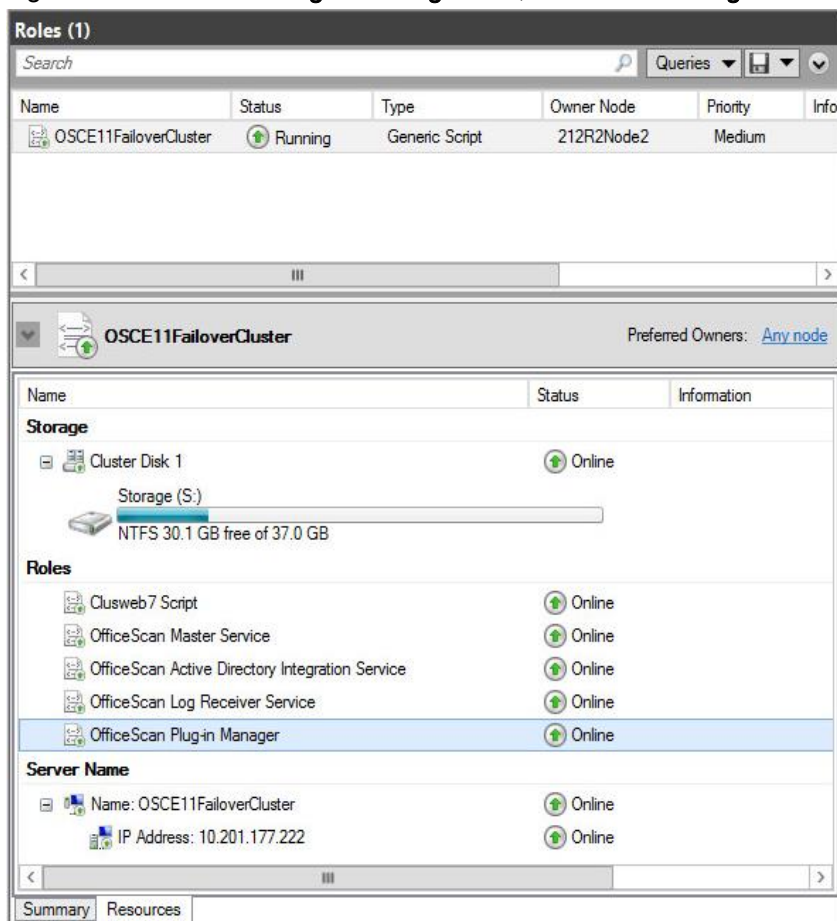 Roles (1)
Search Queries
Name Status Type Owner Node Priority Info
OSCE11FailoverCluster Running Generic Script 212R2Node2 Medium
OSCE11FailoverCluster Preferred Owners: Any node
Name Status Information
Storage
Cluster Disk 1 Online
Storage (S:)
NTFS 30.1 GB free of 37.0 GB
Roles
Clusweb7 Script Online
OfficeScan Master Service Online
OfficeScan Active Directory Integration Service Online
OfficeScan Log Receiver Service Online
OfficeScan Plug-in Manager Online
Server Name
Name: OSCE11FailoverCluster Online
IP Address: 10.201.177.222 Online
Summary Resources